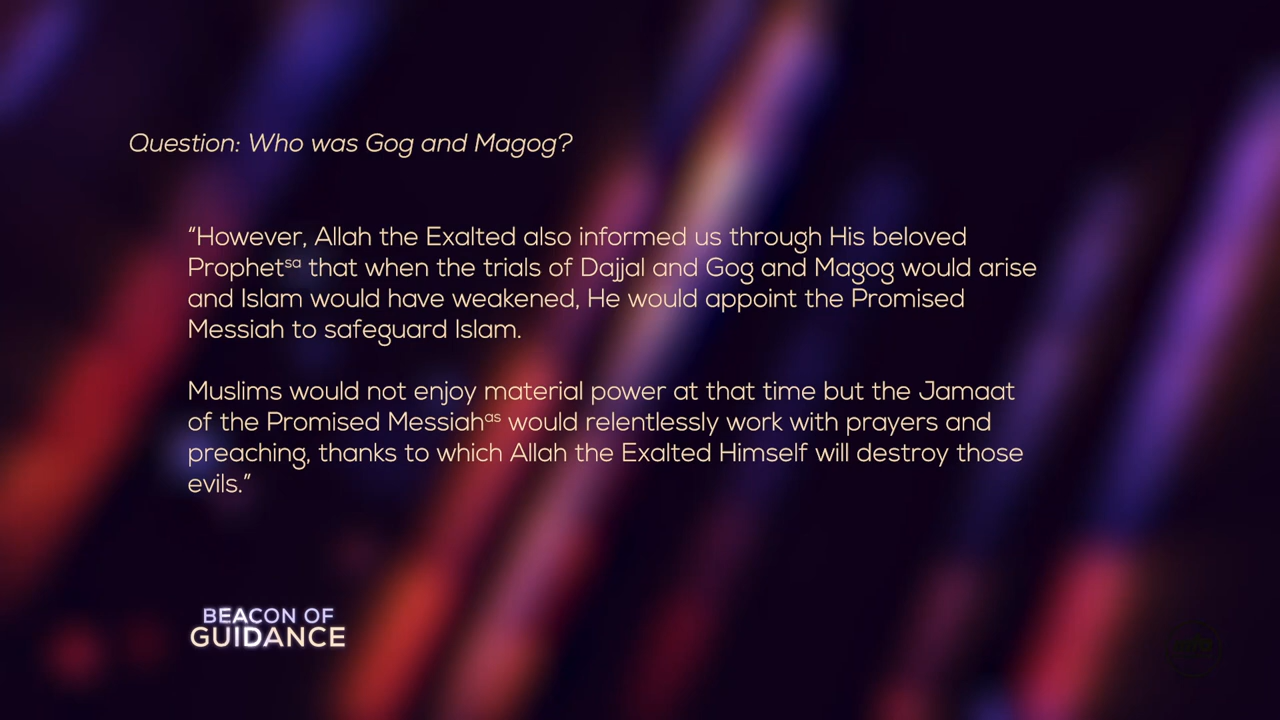 Question: Who was Gog and Magog?
“However, Allah the Exalted also informed us through His beloved
Prophetsa that when the trials of Dajjal and Gog and Magog would arise
and Islam would have weakened, He would appoint the Promised
Messiah to safeguard Islam.
Muslims would not enjoy material power at that time but the Jamaat
of the Promised Messiahas would relentlessly work with prayers and
preaching, thanks to which Allah the Exalted Himself will destroy those
evils.”
BEACON OF
GUIDANCE